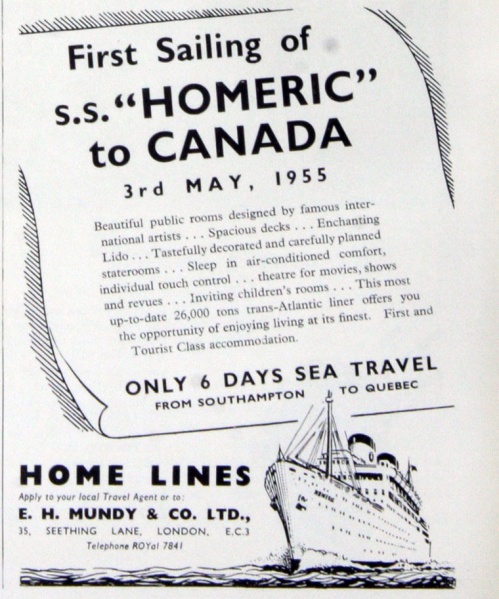 First Sailing of
s.s. "HOMERIC"
to CANADA
3rd MAY, 1955
Beautiful public rooms designed by famous inter-
national artists . . . Spacious decks . . . Enchanting
Lido . . . Tastefully decorated and carefully planned
staterooms . . . Sleep in air-conditioned comfort,
individual touch control . . . theatre for movies, shows
and revues . . . Inviting children's rooms . . . This most
up-to-date 26,000 tons trans-Atlantic liner offers you
the opportunity of enjoying living at its finest. First and
Tourist Class accommodation.
ONLY 6 DAYS SEA TRAVEL
FROM SOUTHAMPTON TO QUEBEC
HOME LINES
Apply to your local Travel Agent or to:
E. H. MUNDY & CO. LTD.,
35, SEETHING LANE, LONDON, E.C.3
Telephone ROYal 7841